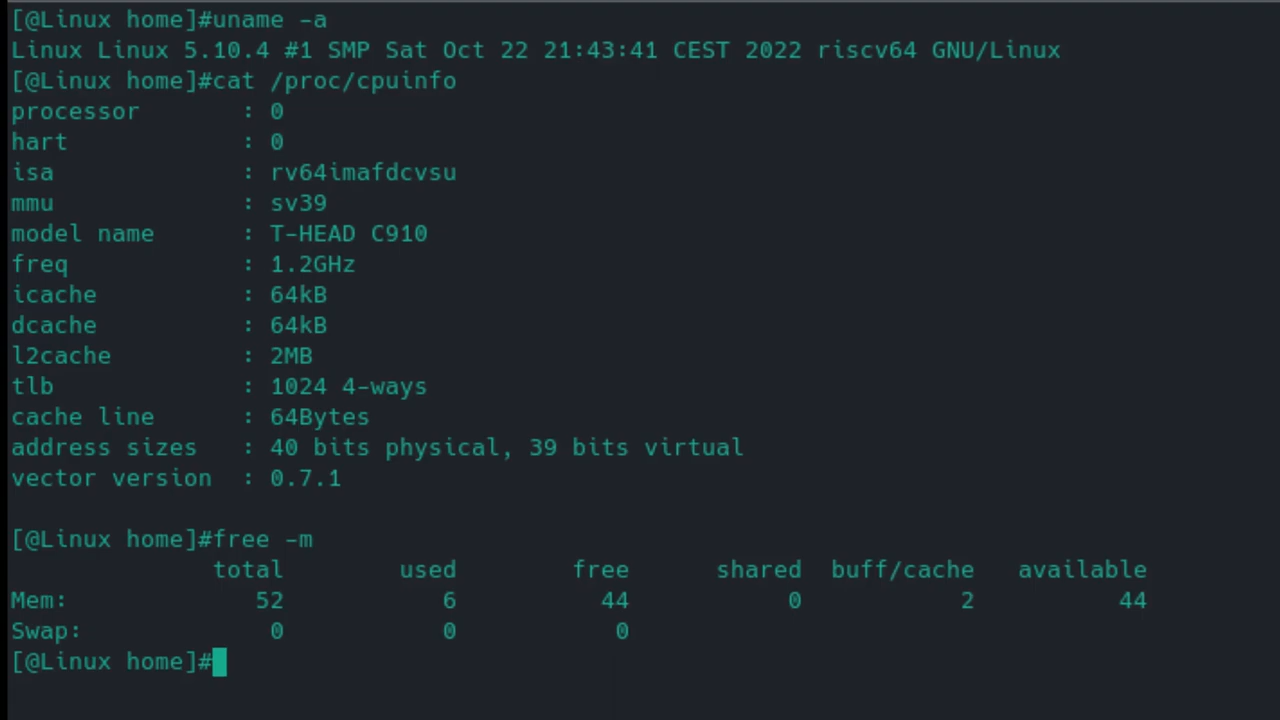 [@Linux home]#uname -a
Linux Linux 5.10.4 #1 SMP Sat Oct 22 21:43:41 CEST 2022 riscv64 GNU/Linux
[@Linux home]#cat /proc/cpuinfo
processor : 0
hart : 0
isa : rv64imafdcvsu
mmu : sv39
model name : T-HEAD C910
freq : 1.2GHz
icache : 64kB
dcache : 64kB
l2cache : 2MB
tlb : 1024 4-ways
cache line : 64Bytes
address sizes : 40 bits physical, 39 bits virtual
vector version : 0.7.1
[@Linux home]#free -m
total used free shared buff/cache available
Mem: 52 6 44 0 2 44
Swap: 0 0 0
[@Linux home]#